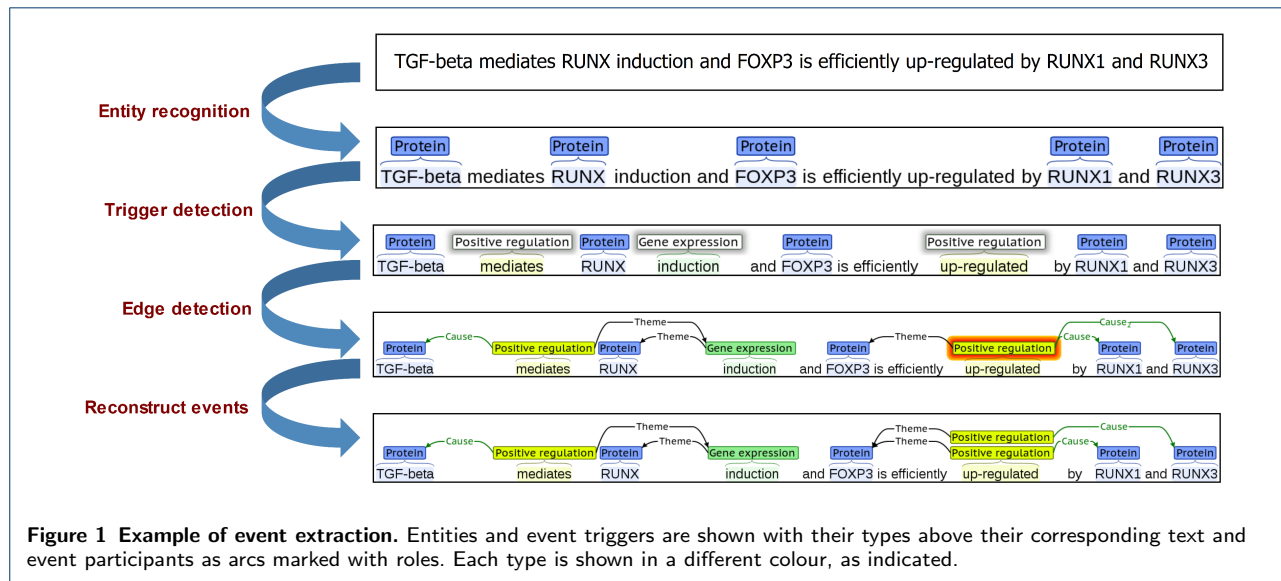 TGF-beta mediates RUNX induction and FOXP3 is efficiently up-regulated by RUNX1 and RUNX3
Entity recognition
Protein Protein Protein Protein Protein
TGF-beta mediates RUNX induction and FOXP3 is efficiently up-regulated by RUNX1 and RUNX3
Trigger detection
Protein Positive regulation Protein Gene expression Protein Positive regulation Protein Protein
TGF-beta mediates RUNX induction and FOXP3 is efficiently up-regulated by RUNX1 and RUNX3
Edge detection
Theme Cause2
Cause Theme Theme Cause
Protein Positive regulation Protein Gene expression Protein Positive regulation Protein Protein
TGF-beta mediates RUNX induction and FOXP3 is efficiently up-regulated by RUNX1 and RUNX3
Reconstruct events
Theme Theme Cause
Positive regulation
Cause Theme Theme Cause
Protein Positive regulation Protein Gene expression Protein Positive regulation Protein Protein
TGF-beta mediates RUNX induction and FOXP3 is efficiently up-regulated by RUNX1 and RUNX3
Figure 1 Example of event extraction. Entities and event triggers are shown with their types above their corresponding text and
event participants as arcs marked with roles. Each type is shown in a different colour, as indicated.